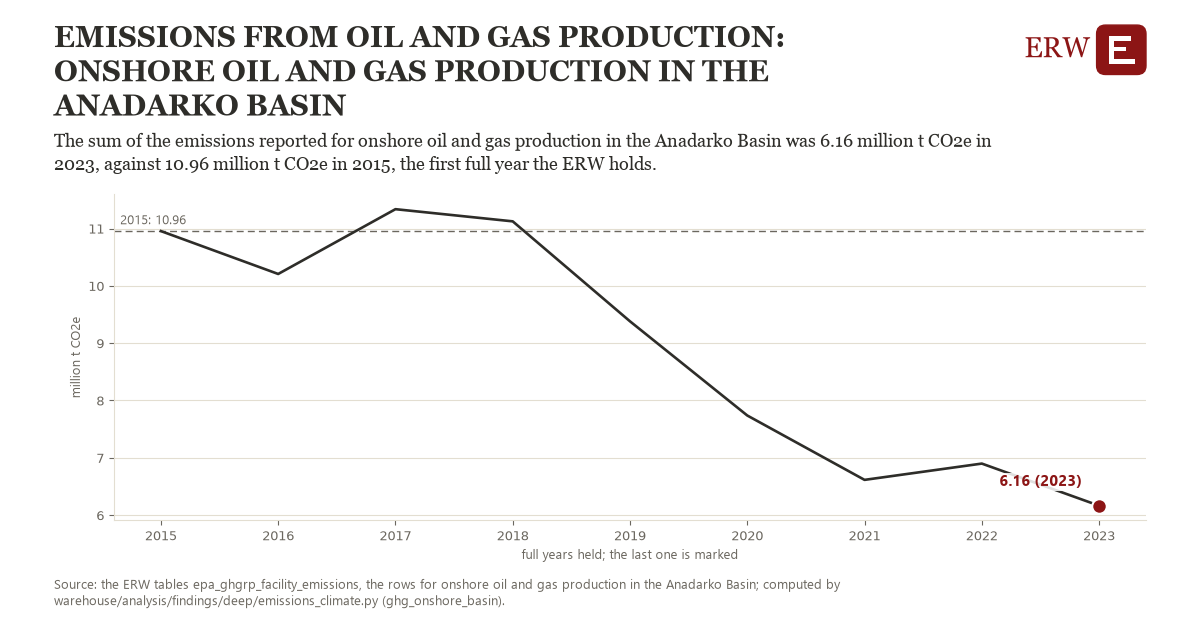 EMISSIONS FROM OIL AND GAS PRODUCTION:
ONSHORE OIL AND GAS PRODUCTION IN THE
ANADARKO BASIN
ERW E
The sum of the emissions reported for onshore oil and gas production in the Anadarko Basin was 6.16 million t CO2e in
2023, against 10.96 million t CO2e in 2015, the first full year the ERW holds.
2015: 10.96
11
10
9
8
7
6
million t CO2e
6.16 (2023)
2015 2016 2017 2018 2019 2020 2021 2022 2023
full years held; the last one is marked
Source: the ERW tables epa_ghgrp_facility_emissions, the rows for onshore oil and gas production in the Anadarko Basin; computed by
warehouse/analysis/findings/deep/emissions_climate.py (ghg_onshore_basin).